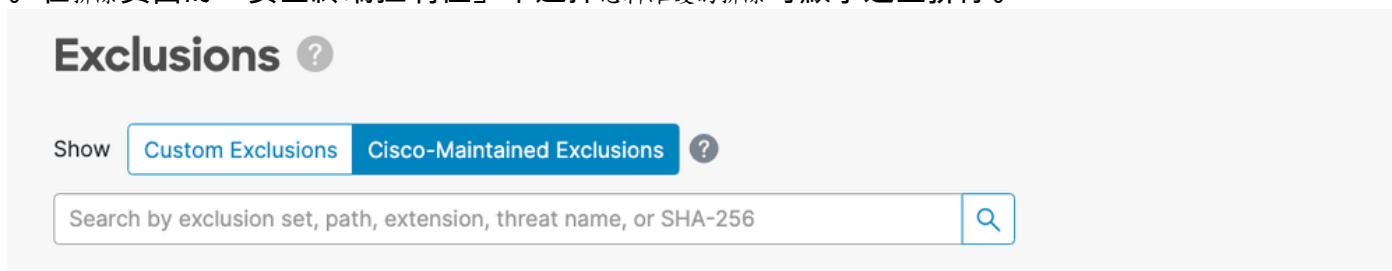 Exclusions ?
Show Custom Exclusions Cisco-Maintained Exclusions ?
Search by exclusion set, path, extension, threat name, or SHA-256